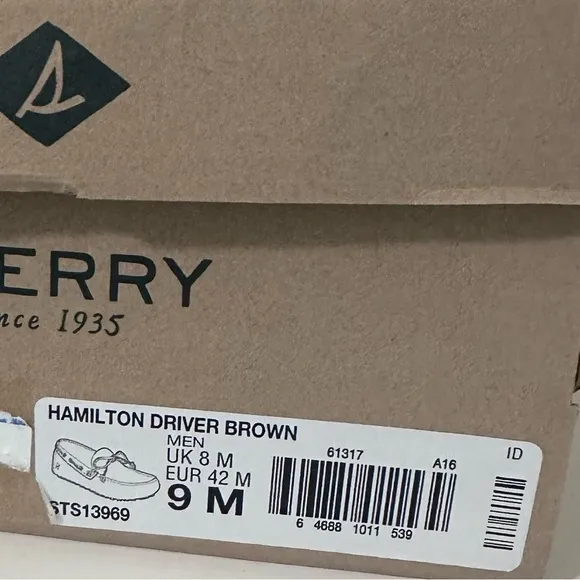 ERRY
nce 1935
HAMILTON DRIVER BROWN
MEN
UK 8 M
EUR 42 M
9 M
STS13969
61317
A16
6 4688 1011 539
ID